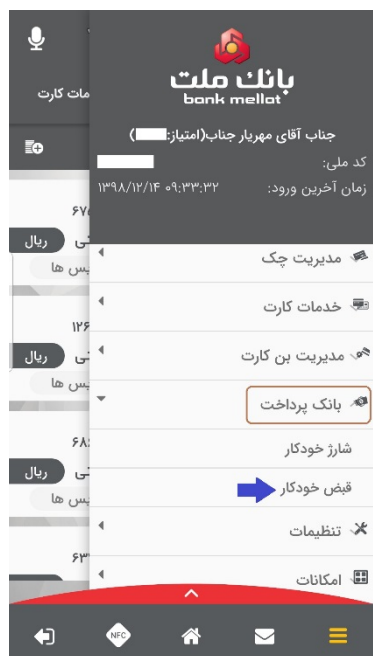 بانك ملت
bank mellat
مات کارت
جناب آقای مهریار جناب(امتیاز: )
کد ملی:
زمان آخرین ورود: ۱۳۹۸/۱۲/۱۴ ۰۹:۳۳:۳۲
مدیریت چک
ریال
خدمات کارت
مدیریت بن کارت
ریال
بانک پرداخت
شارژ خودکار
ریال
قبض خودکار
تنظیمات
امکانات
NFC